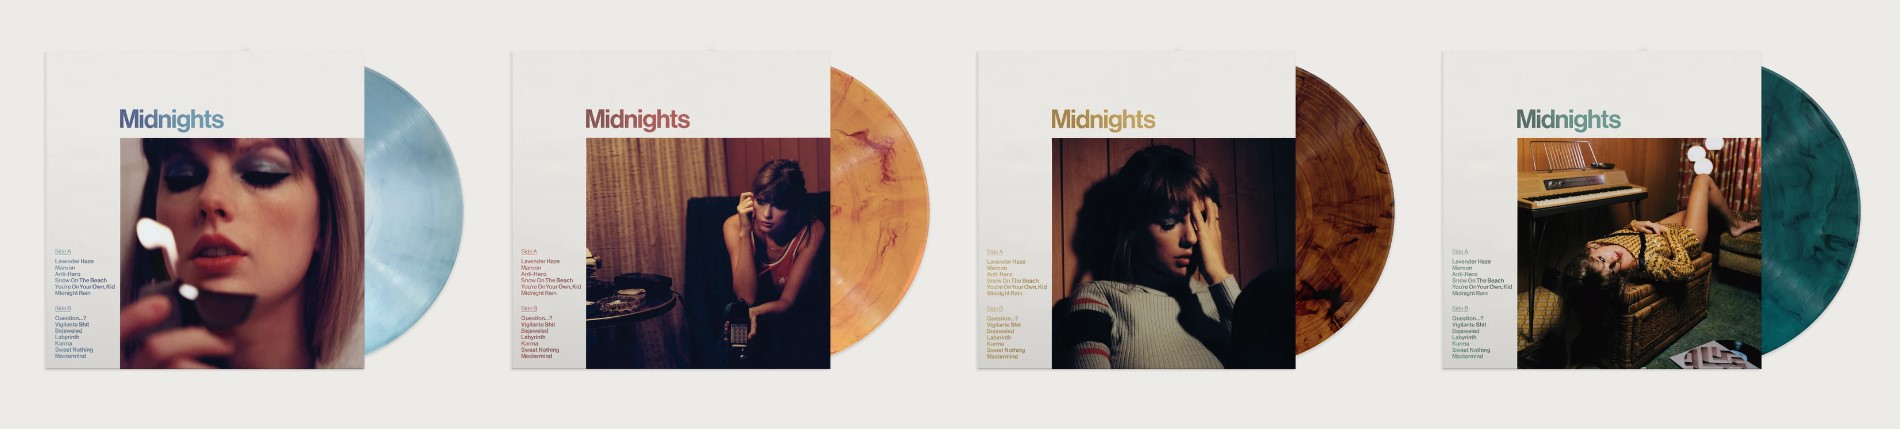 Midnights
Side A
Lavender Haze
Maroon
Anti-Hero
Snow On The Beach
You're On Your Own, Kid
Midnight Rain
Side B
Question...?
Vigilante Shit
Bejeweled
Labyrinth
Karma
Sweet Nothing
Mastermind
Midnights
Side A
Lavender Haze
Maroon
Anti-Hero
Snow On The Beach
You're On Your Own, Kid
Midnight Rain
Side B
Question...?
Vigilante Shit
Bejeweled
Labyrinth
Karma
Sweet Nothing
Mastermind
Midnights
Side A
Lavender Haze
Maroon
Anti-Hero
Snow On The Beach
You're On Your Own, Kid
Midnight Rain
Side B
Question...?
Vigilante Shit
Bejeweled
Labyrinth
Karma
Sweet Nothing
Mastermind
Midnights
Side A
Lavender Haze
Maroon
Anti-Hero
Snow On The Beach
You're On Your Own, Kid
Midnight Rain
Side B
Question...?
Vigilante Shit
Bejeweled
Labyrinth
Karma
Sweet Nothing
Mastermind